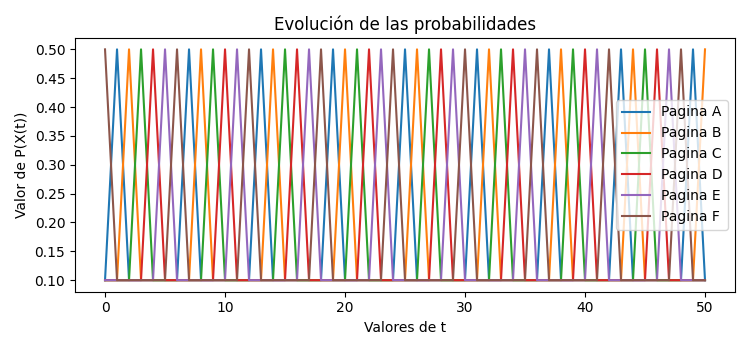 Evolución de las probabilidades
Valor de P(X(t))
0.50
0.45
0.40
0.35
0.30
0.25
0.20
0.15
0.10
Pagina A
Pagina B
Pagina C
Pagina D
Pagina E
Pagina F
0 10 20 30 40 50
Valores de t